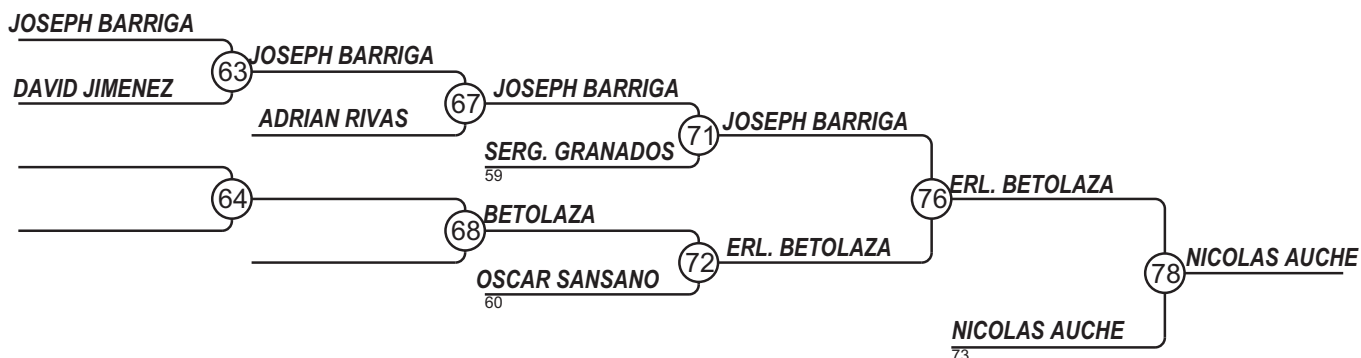 JOSEPH BARRIGA
63
JOSEPH BARRIGA
DAVID JIMENEZ
67
JOSEPH BARRIGA
ADRIAN RIVAS
71
JOSEPH BARRIGA
SERG. GRANADOS
59
64
76
ERL. BETOLAZA
68
BETOLAZA
72
ERL. BETOLAZA
OSCAR SANSANO
60
78
NICOLAS AUCHE
NICOLAS AUCHE
73